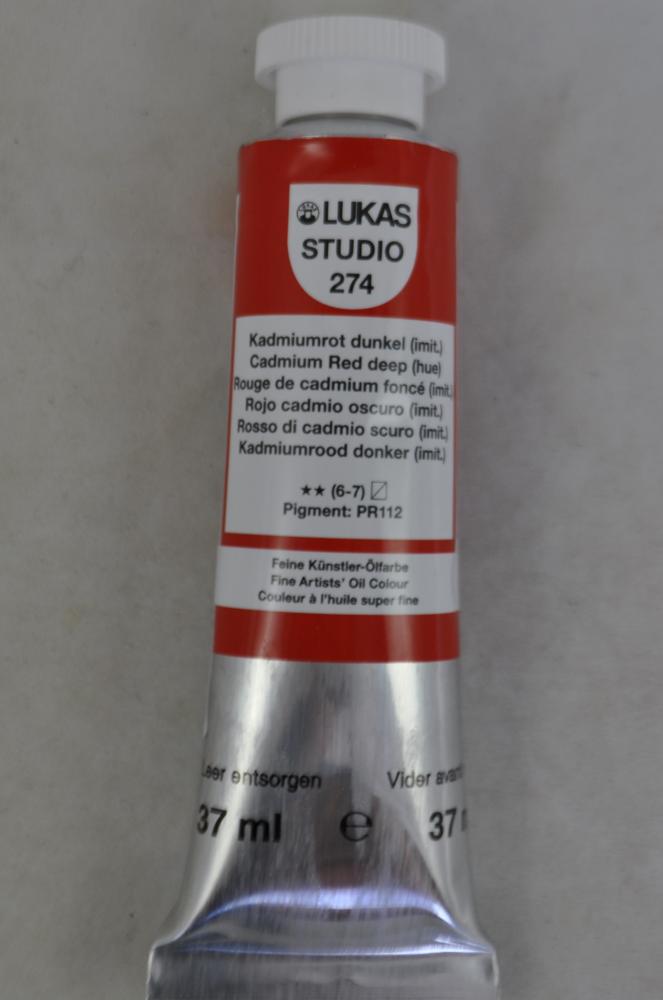 LUKAS
STUDIO
274
Kadmiumrot dunkel (imit.)
Cadmium Red deep (hue)
Rouge de cadmium foncé (imit.)
Rojo cadmio oscuro (imit.)
Rosso di cadmio scuro (imit.)
Kadmiumrood donker (imit.)
★★ (6-7)
Pigment: PR112
Feine Künstler-Ölfarbe
Fine Artists' Oil Colour
Couleur à l'huile super fine
Leer entsorgen Vider
37 ml ℮ 37